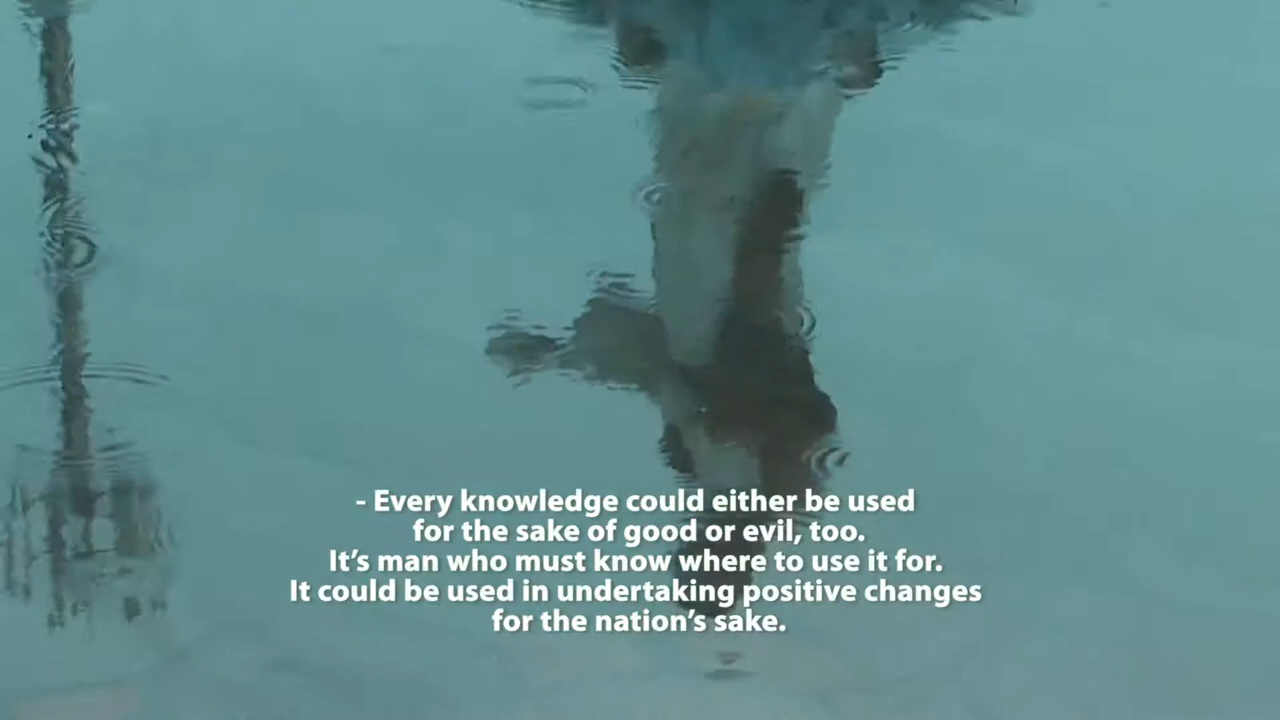 - Every knowledge could either be used
for the sake of good or evil, too.
It’s man who must know where to use it for.
It could be used in undertaking positive changes
for the nation’s sake.